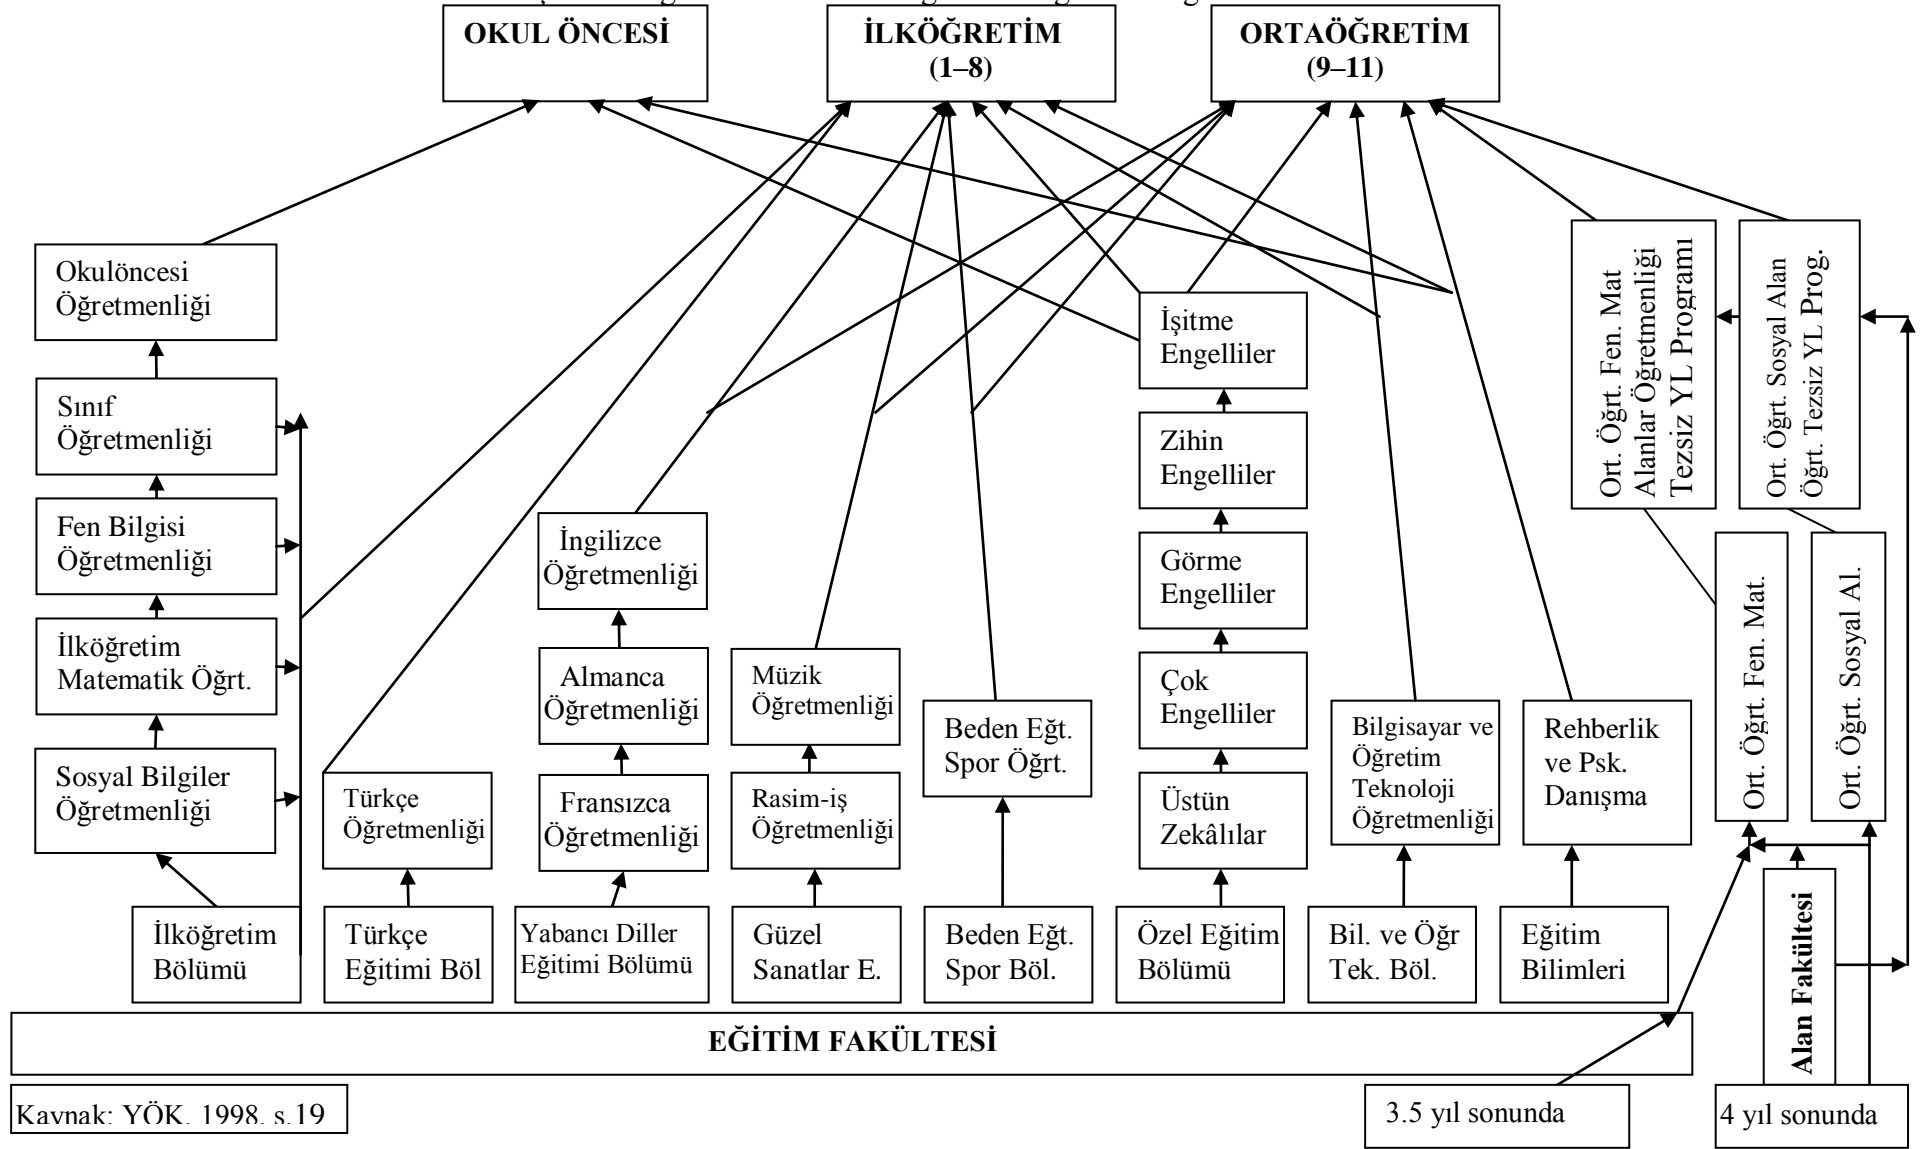 OKUL ÖNCESİ
İLKÖĞRETİM
(1–8)
ORTAÖĞRETİM
(9–11)
Okulöncesi
Öğretmenliği
Sınıf
Öğretmenliği
Fen Bilgisi
Öğretmenliği
İlköğretim
Matematik Öğrt.
Sosyal Bilgiler
Öğretmenliği
İlköğretim
Bölümü
Türkçe
Öğretmenliği
Türkçe
Eğitimi Böl
İngilizce
Öğretmenliği
Almanca
Öğretmenliği
Fransızca
Öğretmenliği
Yabancı Diller
Eğitimi Bölümü
Müzik
Öğretmenliği
Rasim-iş
Öğretmenliği
Güzel
Sanatlar E.
Beden Eğt.
Spor Öğrt.
Beden Eğt.
Spor Böl.
İşitme
Engelliler
Zihin
Engelliler
Görme
Engelliler
Çok
Engelliler
Üstün
Zekâlılar
Özel Eğitim
Bölümü
Bilgisayar ve
Öğretim
Teknoloji
Öğretmenliği
Bil. ve Öğr
Tek. Böl.
Rehberlik
ve Psk.
Danışma
Eğitim
Bilimleri
Ort. Öğrt. Fen. Mat
Alanlar Öğretmenliği
Tezsiz YL Programı
Ort. Öğrt. Sosyal Alan
Öğrt. Tezsiz YL Prog.
Ort. Öğrt. Fen. Mat.
Ort. Öğrt. Sosyal Al.
Alan Fakültesi
EĞİTİM FAKÜLTESİ
Kaynak: YÖK, 1998, s.19
3.5 yıl sonunda
4 yıl sonunda